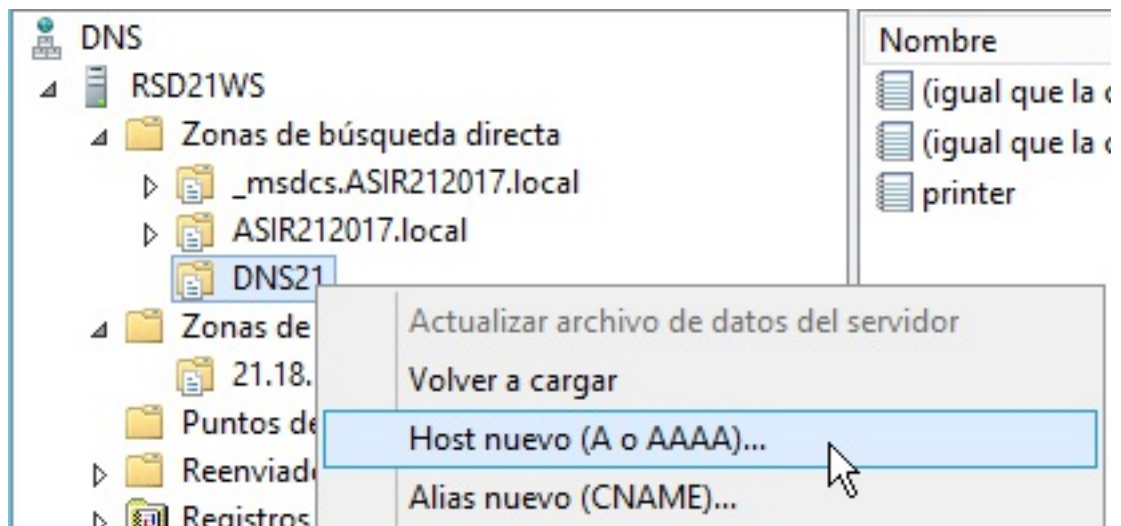 DNS
RSD21WS
Zonas de búsqueda directa
_msdcs.ASIR212017.local
ASIR212017.local
DNS21
Zonas de
21.18.
Puntos de
Reenviad
Registros
Nombre
(igual que la
(igual que la
printer
Actualizar archivo de datos del servidor
Volver a cargar
Host nuevo (A o AAAA)...
Alias nuevo (CNAME)...